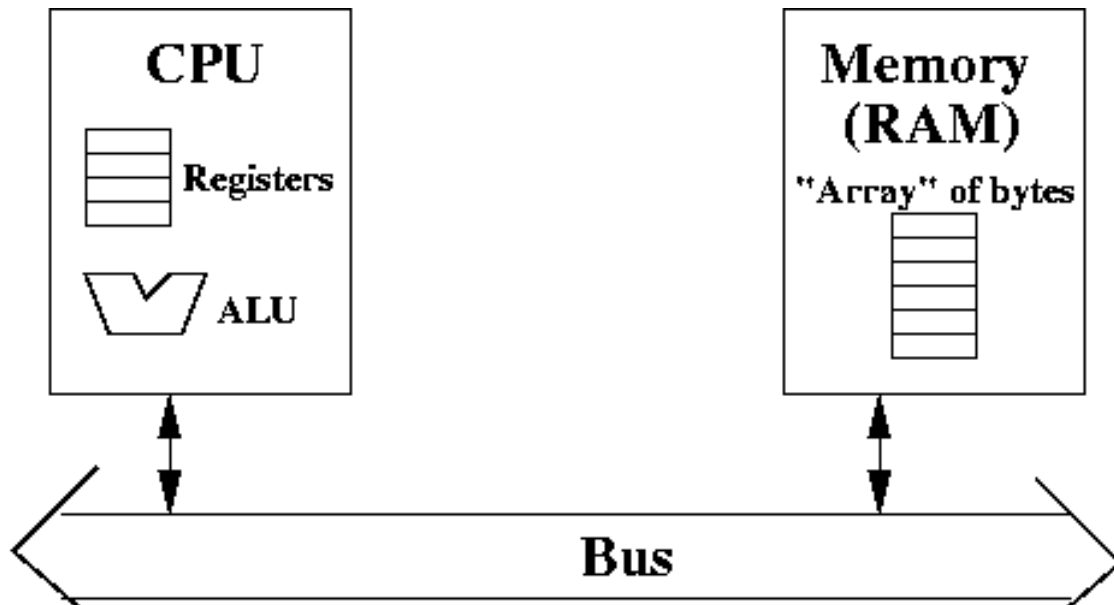 CPU
Registers
ALU
Memory
(RAM)
"Array" of bytes
Bus